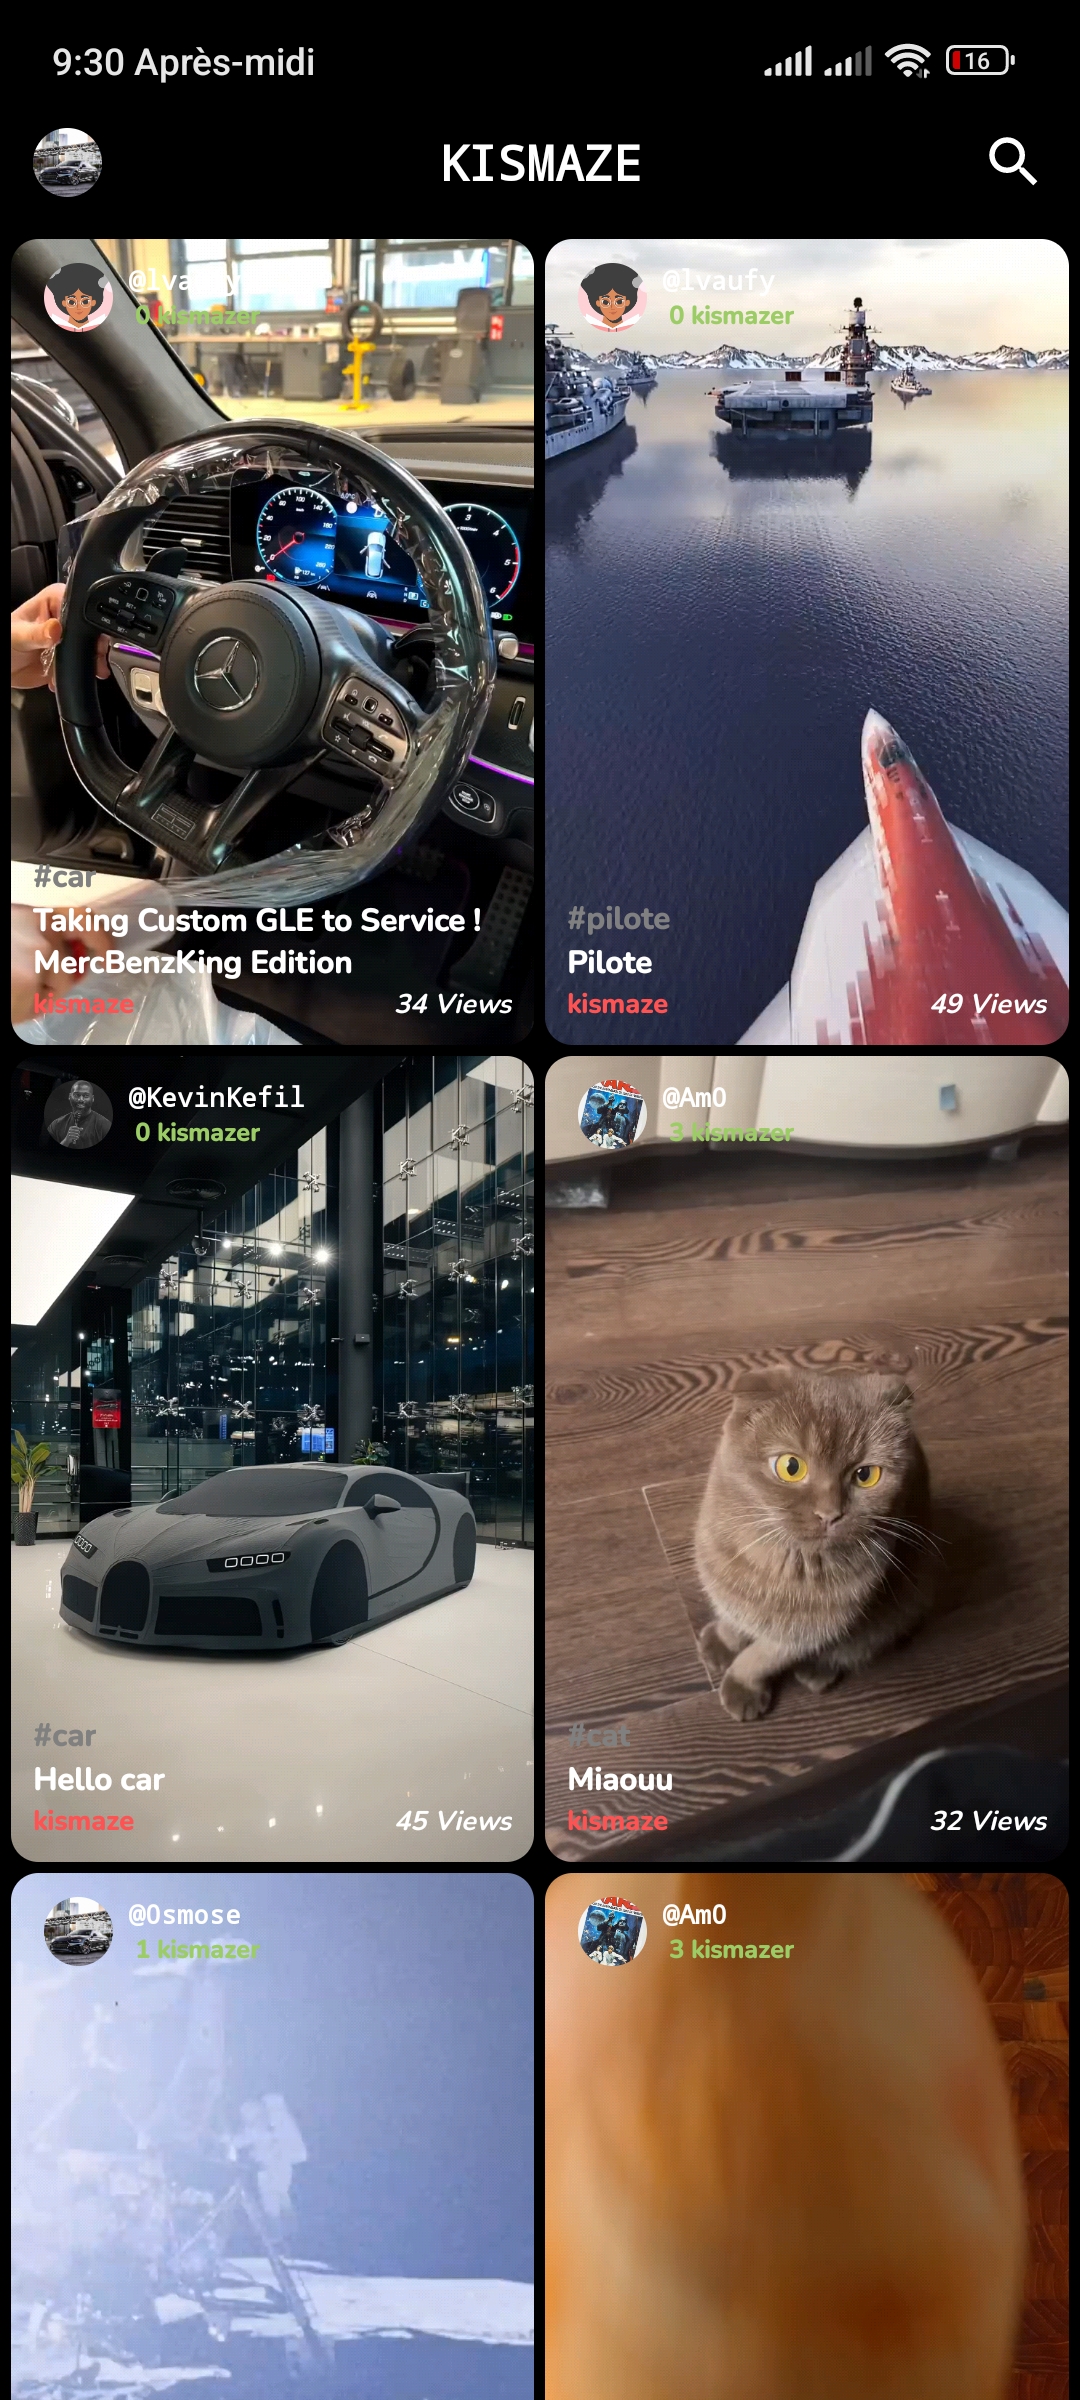 9:30 Après-midi
16
KISMAZE
@lvaufy
0 kismazer
#car
Taking Custom GLE to Service !
MercBenzKing Edition
kismaze
34 Views
@lvaufy
0 kismazer
#pilote
Pilote
kismaze
49 Views
@KevinKefil
0 kismazer
#car
Hello car
kismaze
45 Views
@Am0
3 kismazer
#cat
Miaouu
kismaze
32 Views
@Osmose
1 kismazer
@Am0
3 kismazer